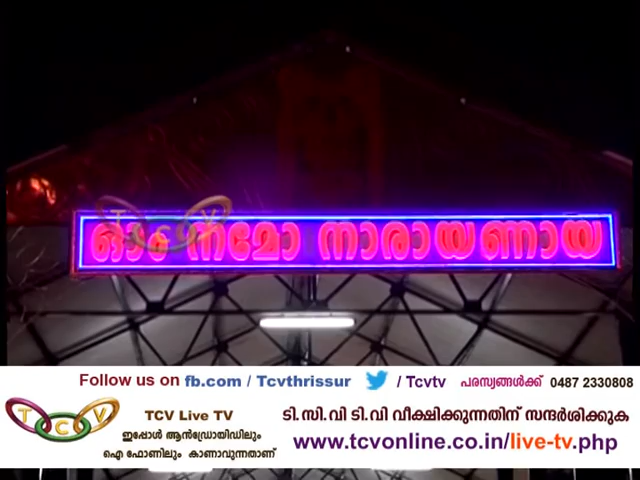 TCV
ഓം നമോ നാരായണായ
Follow us on fb.com / Tcvthrissur / Tcvtv പരസ്യങ്ങൾക്ക് 0487 2330808
TCV
TCV Live TV
ഇപ്പോൾ ആൻഡ്രോയിഡിലും
ഐ ഫോണിലും കാണാവുന്നതാണ്
ടി.സി.വി ടി.വി വീക്ഷിക്കുന്നതിന് സന്ദർശിക്കുക
www.tcvonline.co.in/live-tv.php